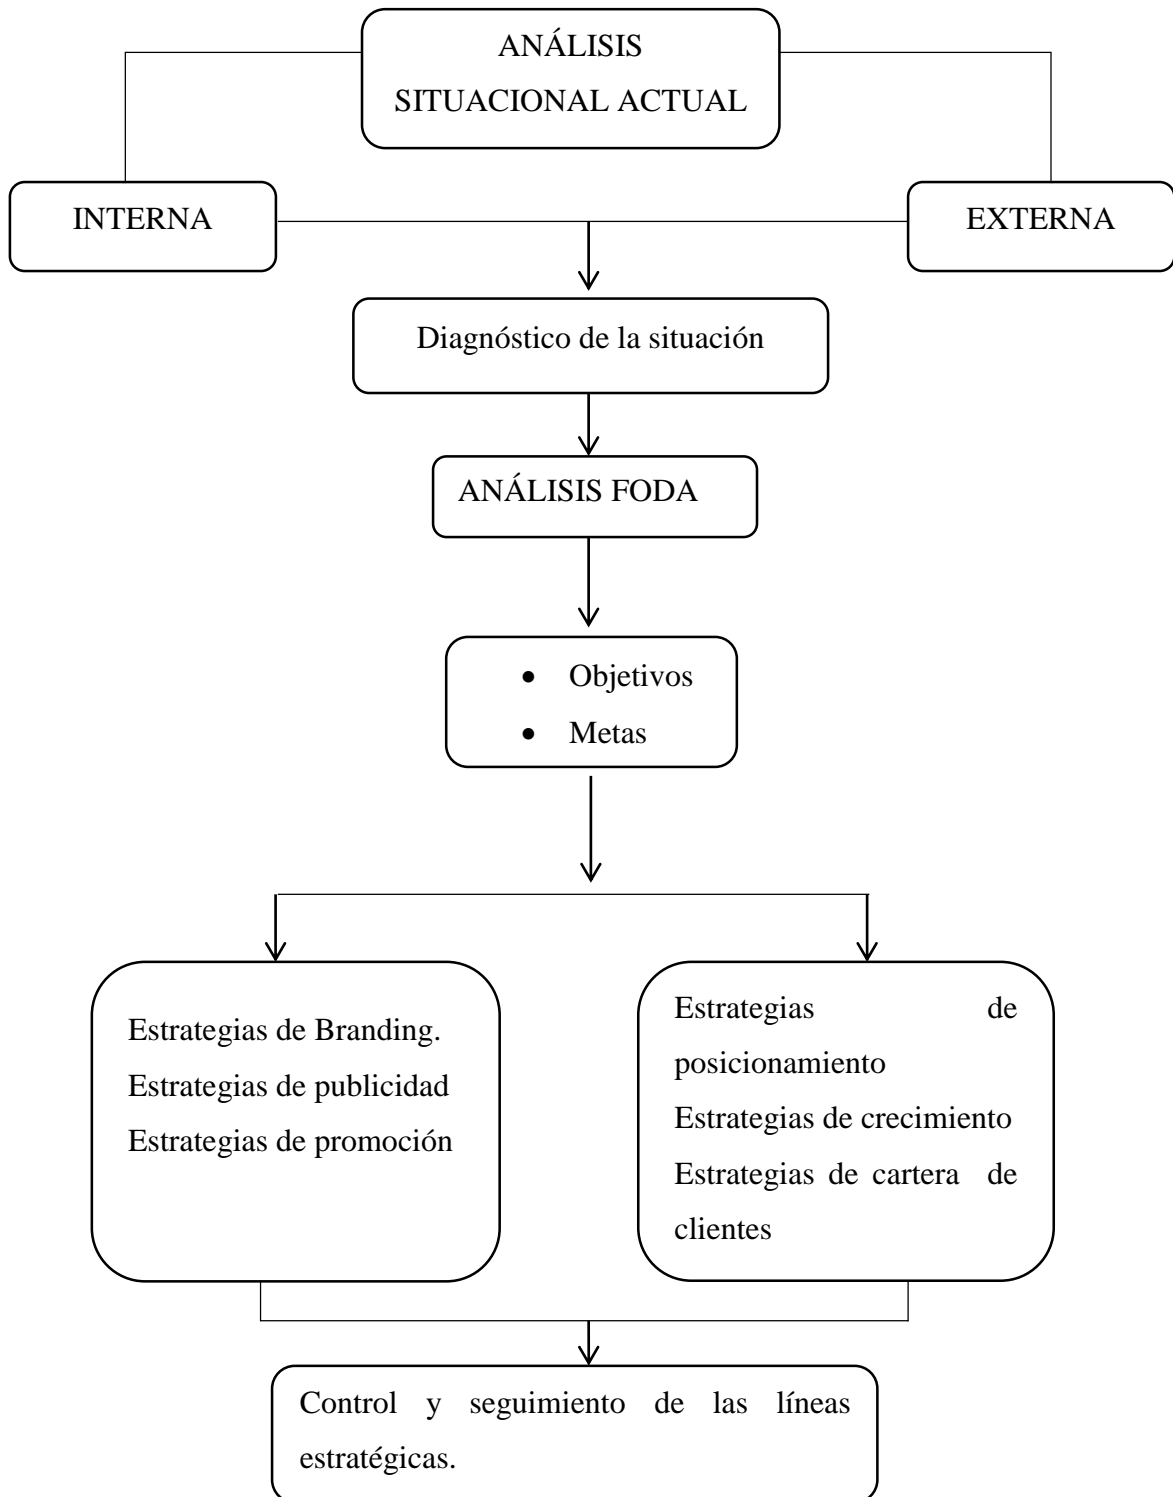 ANÁLISIS
SITUACIONAL ACTUAL
INTERNA
EXTERNA
Diagnóstico de la situación
ANÁLISIS FODA
• Objetivos
• Metas
Estrategias de Branding.
Estrategias de publicidad
Estrategias de promoción
Estrategias de
posicionamiento
Estrategias de crecimiento
Estrategias de cartera de
clientes
Control y seguimiento de las líneas
estratégicas.